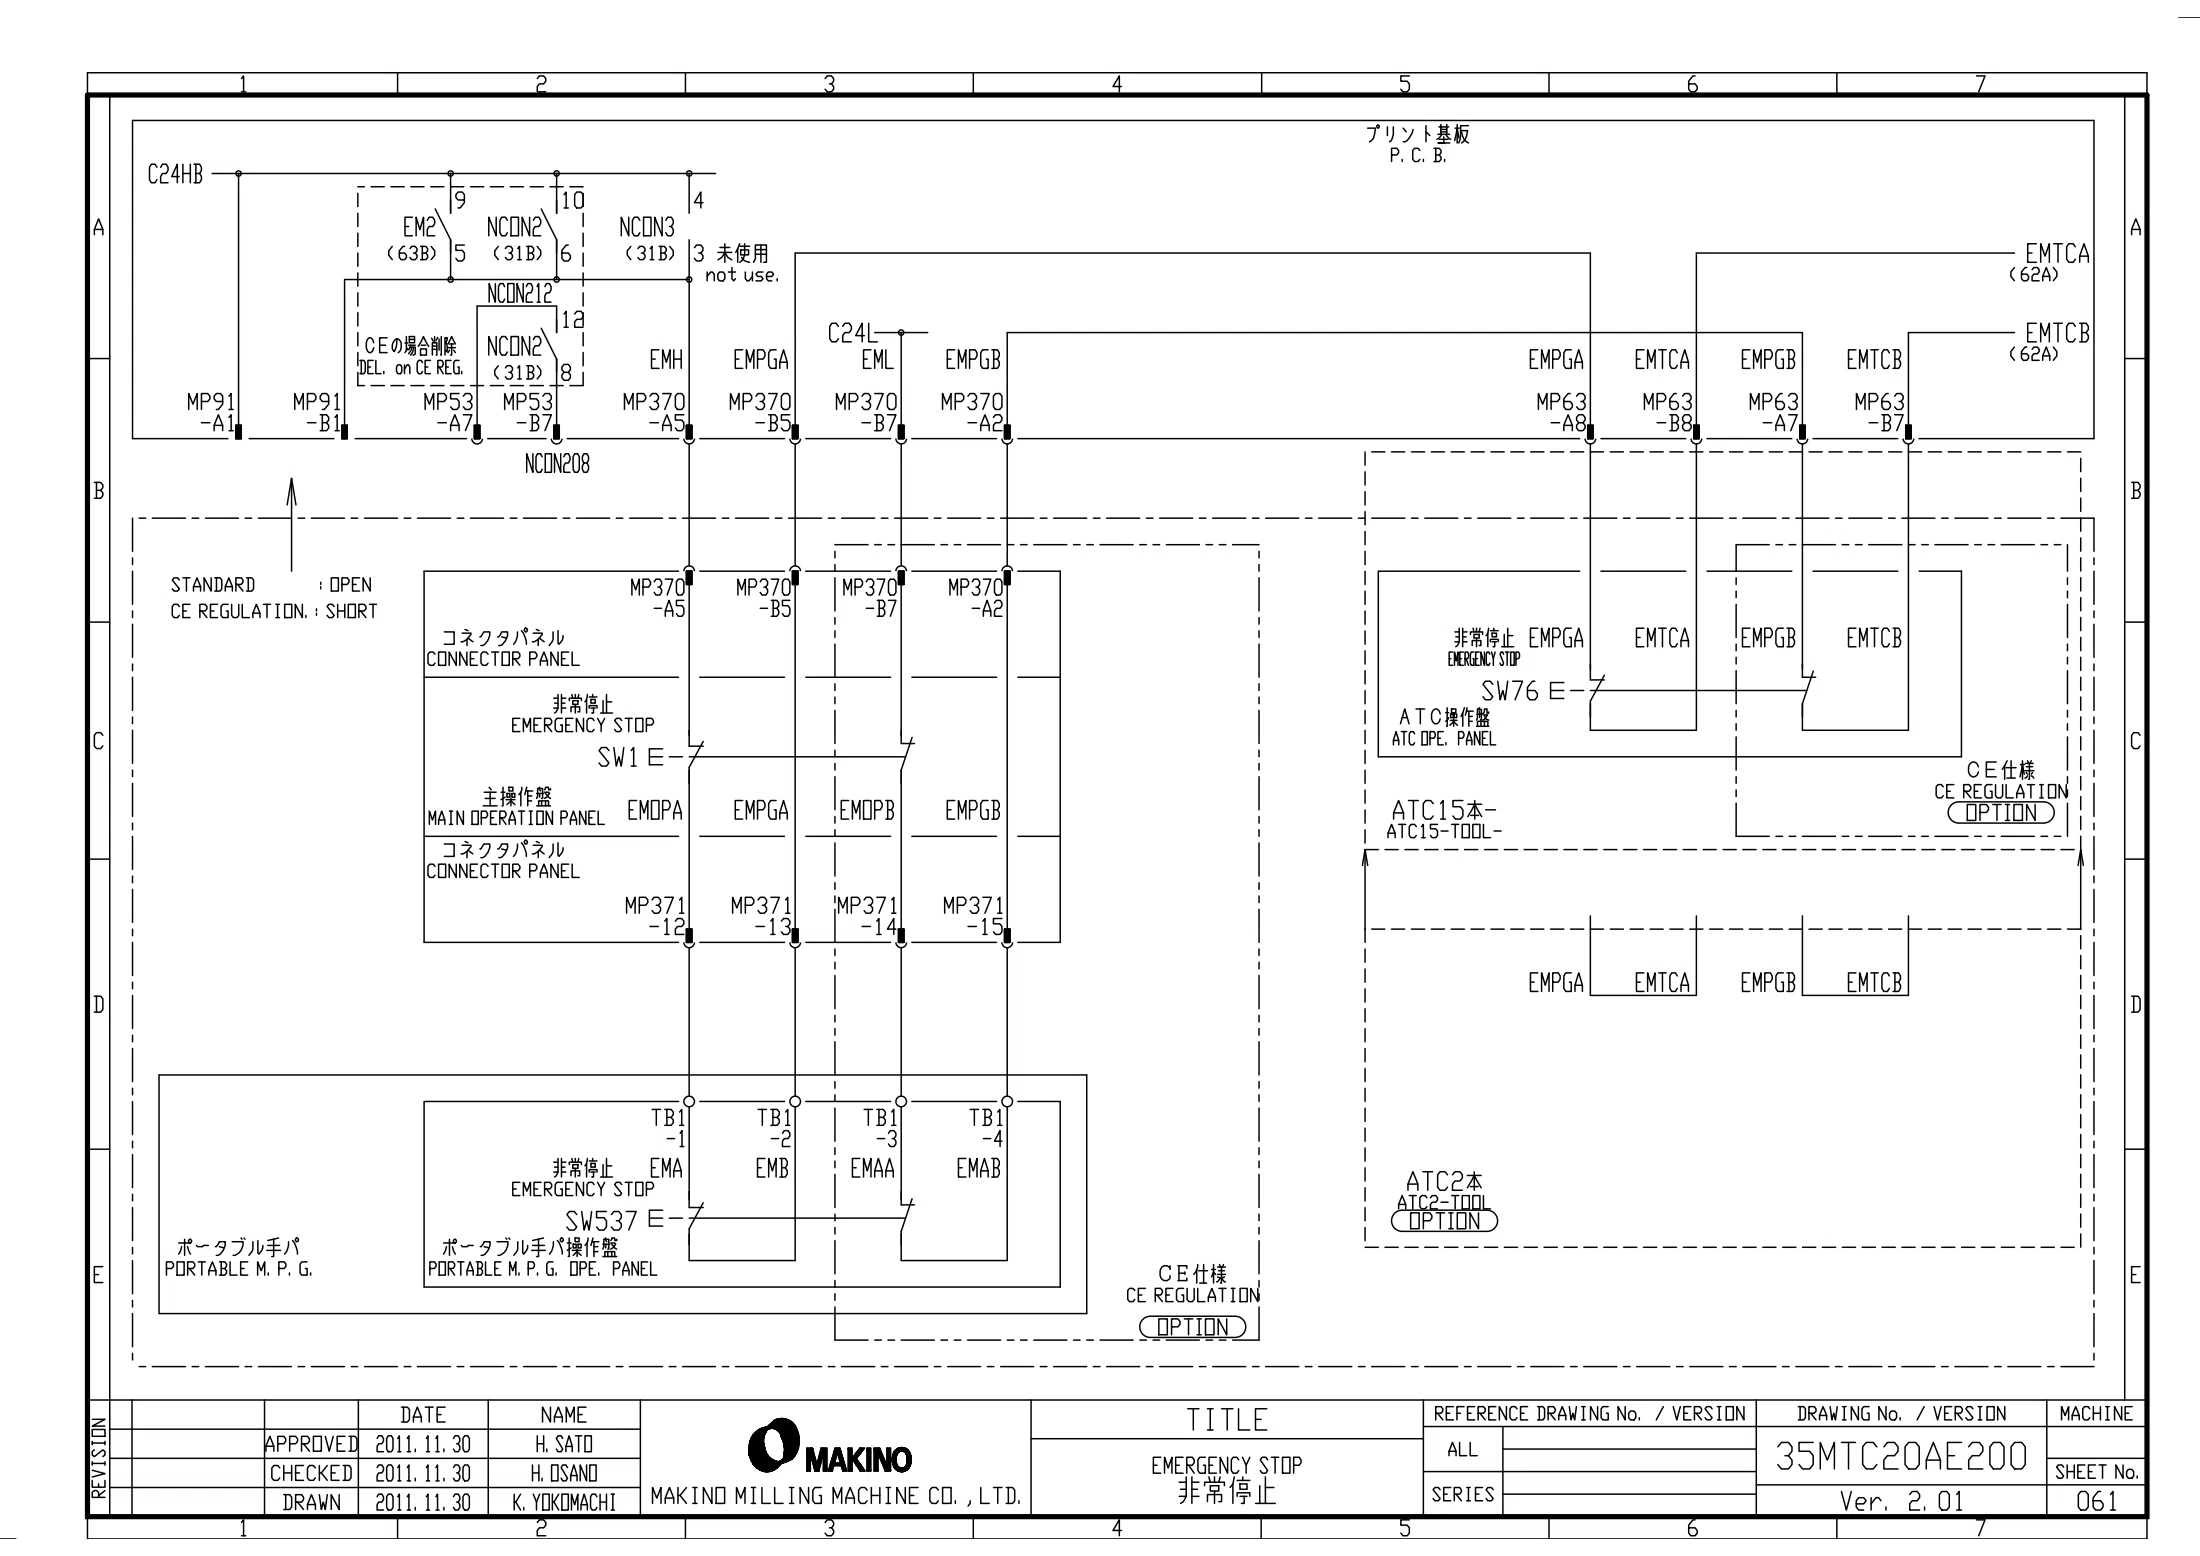 1 2 3 4 5 6 7
プリント基板
P. C. B.
C24HB
9 10 4
A A
EM2 NCON2 NCON3
(63B) 5 (31B) 6 (31B) 3 未使用
not use.
EMTCA
(62A)
NCON212
12
C24L
EMTCB
(62A)
CEの場合削除
DEL. on CE REG.
NCON2
(31B) 8
EMH EMPGA EML EMPGB EMPGA EMTCA EMPGB EMTCB
MP91 MP91 MP53 MP53 MP370 MP370 MP370 MP370 MP63 MP63 MP63 MP63
-A1 -B1 -A7 -B7 -A5 -B5 -B7 -A2 -A8 -B8 -A7 -B7
NCON208
B B
STANDARD : OPEN
CE REGULATION. : SHORT
MP370 MP370 MP370 MP370
-A5 -B5 -B7 -A2
コネクタパネル
CONNECTOR PANEL
非常停止 EMPGA EMTCA EMPGB EMTCB
EMERGENCY STOP
SW76
ATC操作盤
ATC OPE. PANEL
非常停止
EMERGENCY STOP
SW1
C C
CE仕様
CE REGULATION
OPTION
主操作盤
MAIN OPERATION PANEL
EMOPA EMPGA EMOPB EMPGB
ATC15本-
ATC15-TOOL-
コネクタパネル
CONNECTOR PANEL
MP371 MP371 MP371 MP371
-12 -13 -14 -15
EMPGA EMTCA EMPGB EMTCB
D D
TB1 TB1 TB1 TB1
-1 -2 -3 -4
非常停止 EMA EMB EMAA EMAB
EMERGENCY STOP
SW537
ATC2本
ATC2-TOOL
OPTION
ポータブル手パ
PORTABLE M. P. G.
ポータブル手パ操作盤
PORTABLE M. P. G. OPE. PANEL
E E
CE仕様
CE REGULATION
OPTION
REVISION
DATE NAME
APPROVED 2011. 11. 30 H. SATO
CHECKED 2011. 11. 30 H. OSANO
DRAWN 2011. 11. 30 K. YOKOMACHI
MAKINO
MAKINO MILLING MACHINE CO. , LTD.
TITLE
EMERGENCY STOP
非常停止
REFERENCE DRAWING No. / VERSION
ALL
SERIES
DRAWING No. / VERSION
35MTC20AE200
Ver. 2. 01
MACHINE
SHEET No.
061
1 2 3 4 5 6 7